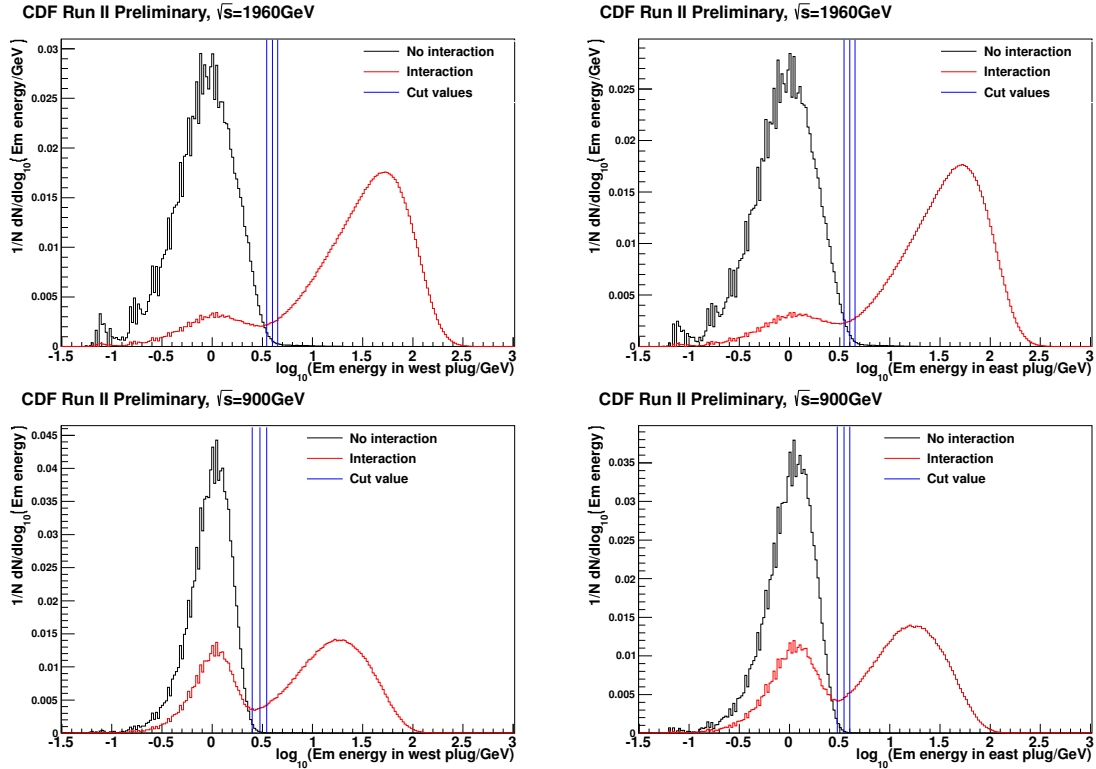 CDF Run II Preliminary, √s=1960GeV
1/N dN/dlog10(Em energy/GeV)
0.03
0.025
0.02
0.015
0.01
0.005
0
No interaction
Interaction
Cut values
-1.5 -1 -0.5 0 0.5 1 1.5 2 2.5 3
log10(Em energy in west plug/GeV)
CDF Run II Preliminary, √s=1960GeV
1/N dN/dlog10(Em energy/GeV)
0.025
0.02
0.015
0.01
0.005
0
No interaction
Interaction
Cut values
-1.5 -1 -0.5 0 0.5 1 1.5 2 2.5 3
log10(Em energy in east plug/GeV)
CDF Run II Preliminary, √s=900GeV
1/N dN/dlog10(Em energy)
0.045
0.04
0.035
0.03
0.025
0.02
0.015
0.01
0.005
0
No interaction
Interaction
Cut value
-1.5 -1 -0.5 0 0.5 1 1.5 2 2.5 3
log10(Em energy in west plug/GeV)
CDF Run II Preliminary, √s=900GeV
1/N dN/dlog10(Em energy)
0.035
0.03
0.025
0.02
0.015
0.01
0.005
0
No interaction
Interaction
Cut value
-1.5 -1 -0.5 0 0.5 1 1.5 2 2.5 3
log10(Em energy in east plug/GeV)